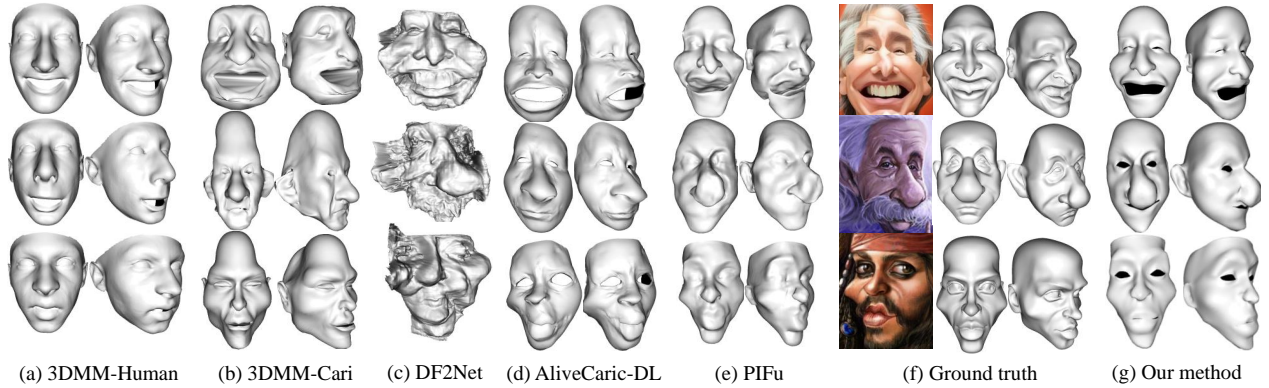 (a) 3DMM-Human (b) 3DMM-Cari (c) DF2Net (d) AliveCaric-DL (e) PIFu (f) Ground truth (g) Our method